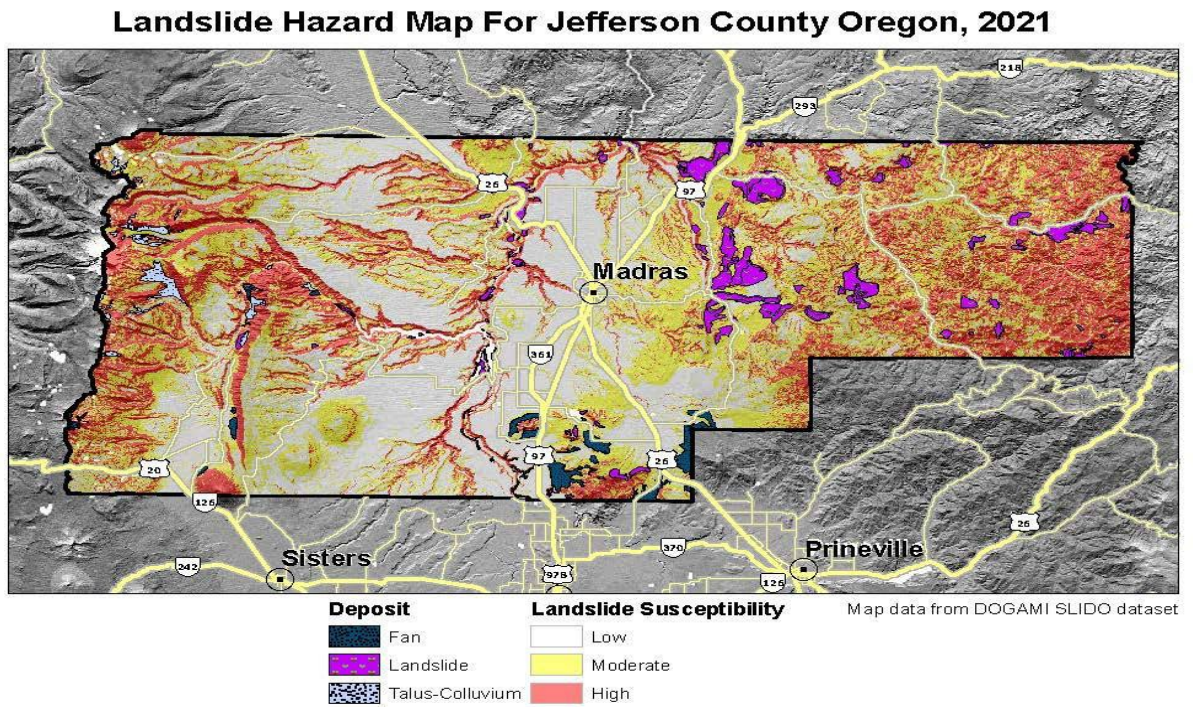 Landslide Hazard Map For Jefferson County Oregon, 2021
218
293
26
97
Madras
361
97
26
20
126
26
Sisters
370
Prineville
242
97B
126
Deposit
Landslide Susceptibility
Map data from DOGAMI SLIDO dataset
Fan
Low
Landslide
Moderate
Talus-Colluvium
High